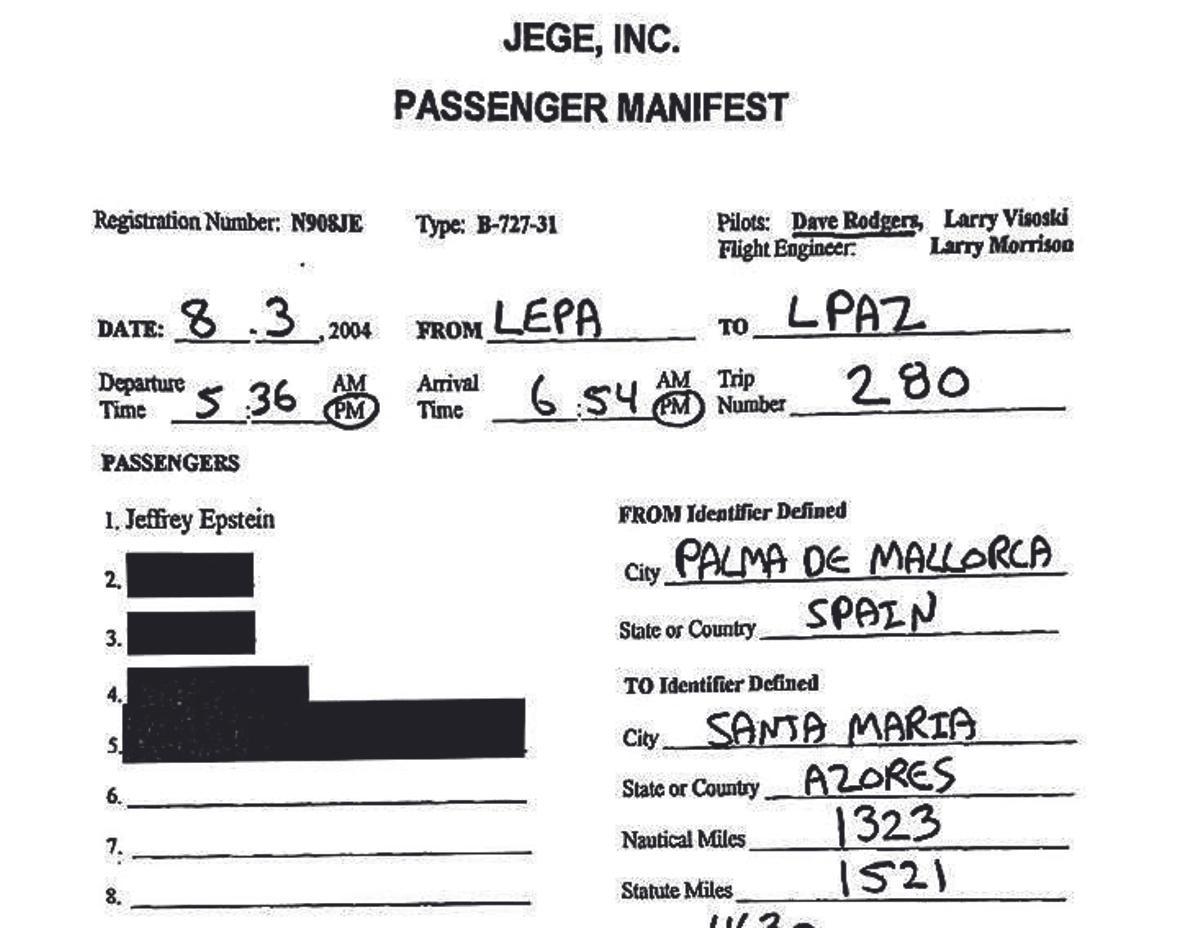 JEGE, INC.
PASSENGER MANIFEST
Registration Number: N908JE Type: B-727-31 Pilots: Dave Rodgers, Larry Visoski
Flight Engineer: Larry Morrison
DATE: 8 . 3 , 2004 FROM LEPA TO LPAZ
Departure Time 5 : 36 AM PM Arrival Time 6 : 54 AM PM Trip Number 280
PASSENGERS
1. Jeffrey Epstein
2.
3.
4.
5.
6.
7.
8.
FROM Identifier Defined
City PALMA DE MALLORCA
State or Country SPAIN
TO Identifier Defined
City SANTA MARIA
State or Country AZORES
Nautical Miles 1323
Statute Miles 1521